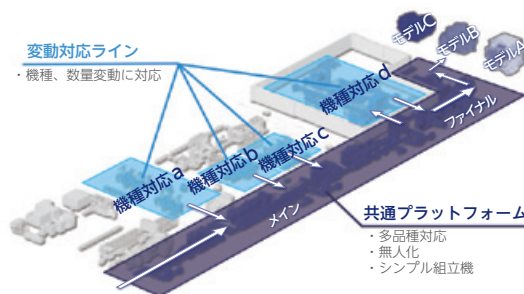 変動対応ライン
・機種、数量変動に対応
モデルC
モデルB
モデルA
機種対応d
ファイナル
機種対応c
機種対応b
機種対応a
メイン
共通プラットフォーム
・多品種対応
・無人化
・シンプル組立機